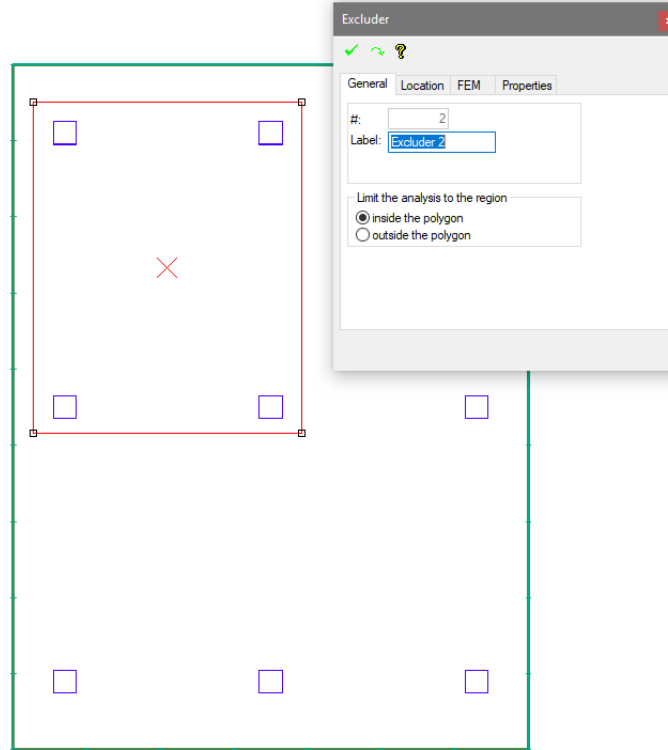 Excluder
?
General Location FEM Properties
#: 2
Label: Excluder 2
Limit the analysis to the region
inside the polygon
outside the polygon